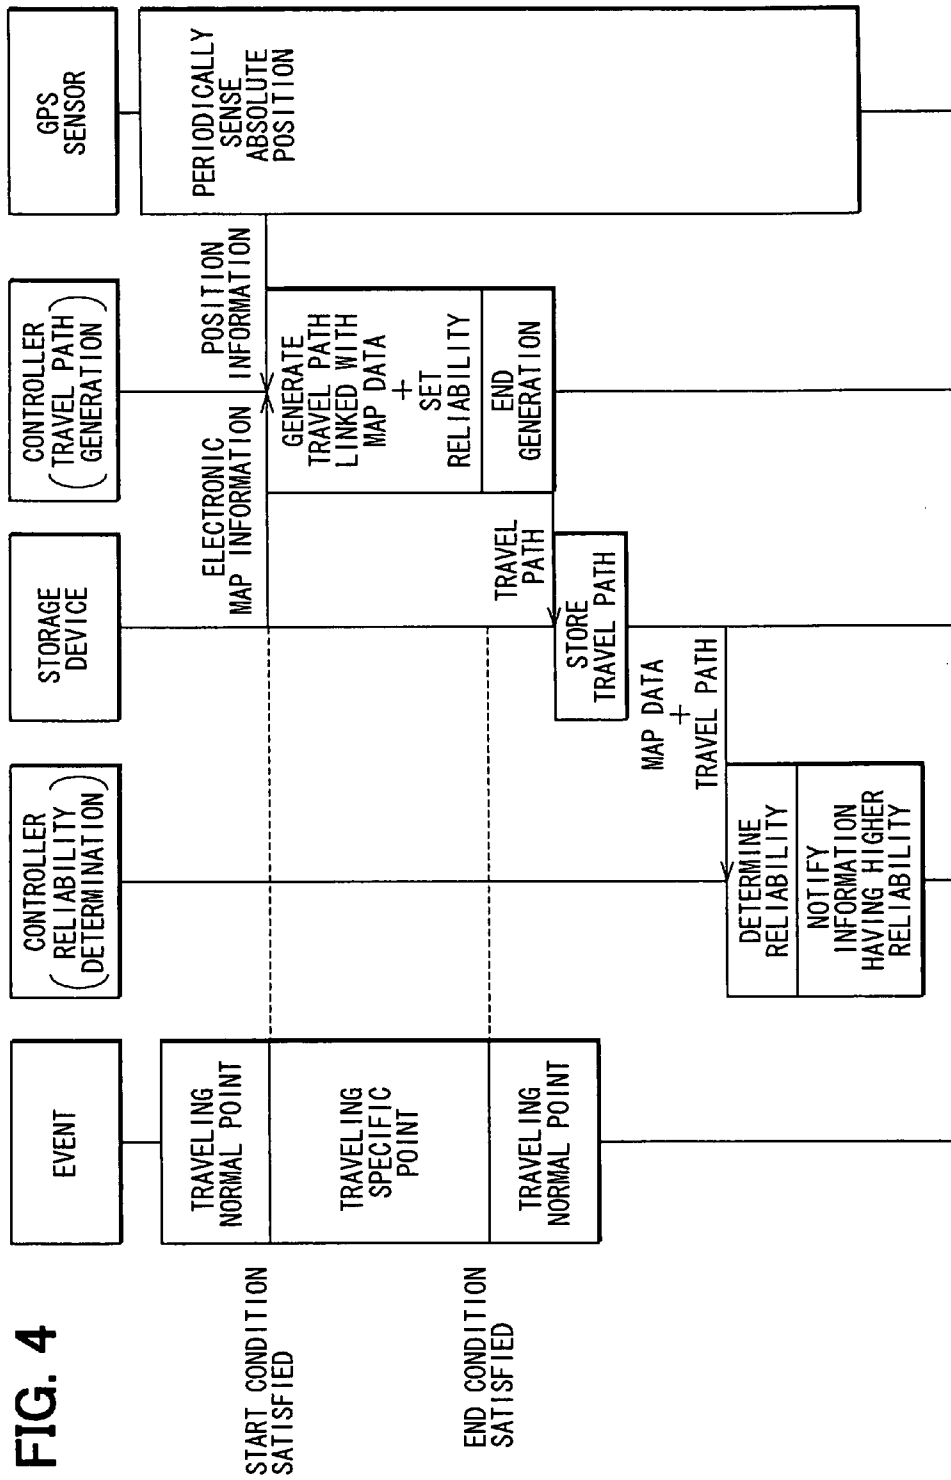 FIG. 4
EVENT
CONTROLLER
(RELIABILITY
DETERMINATION)
STORAGE
DEVICE
CONTROLLER
(TRAVEL PATH
GENERATION)
GPS
SENSOR
START CONDITION
SATISFIED
END CONDITION
SATISFIED
TRAVELING
NORMAL POINT
TRAVELING
SPECIFIC
POINT
TRAVELING
NORMAL POINT
ELECTRONIC
MAP INFORMATION
POSITION
INFORMATION
PERIODICALLY
SENSE
ABSOLUTE
POSITION
GENERATE
TRAVEL PATH
LINKED WITH
MAP DATA
+
SET
RELIABILITY
END
GENERATION
TRAVEL
PATH
STORE
TRAVEL PATH
MAP DATA
+
TRAVEL PATH
DETERMINE
RELIABILITY
NOTIFY
INFORMATION
HAVING HIGHER
RELIABILITY